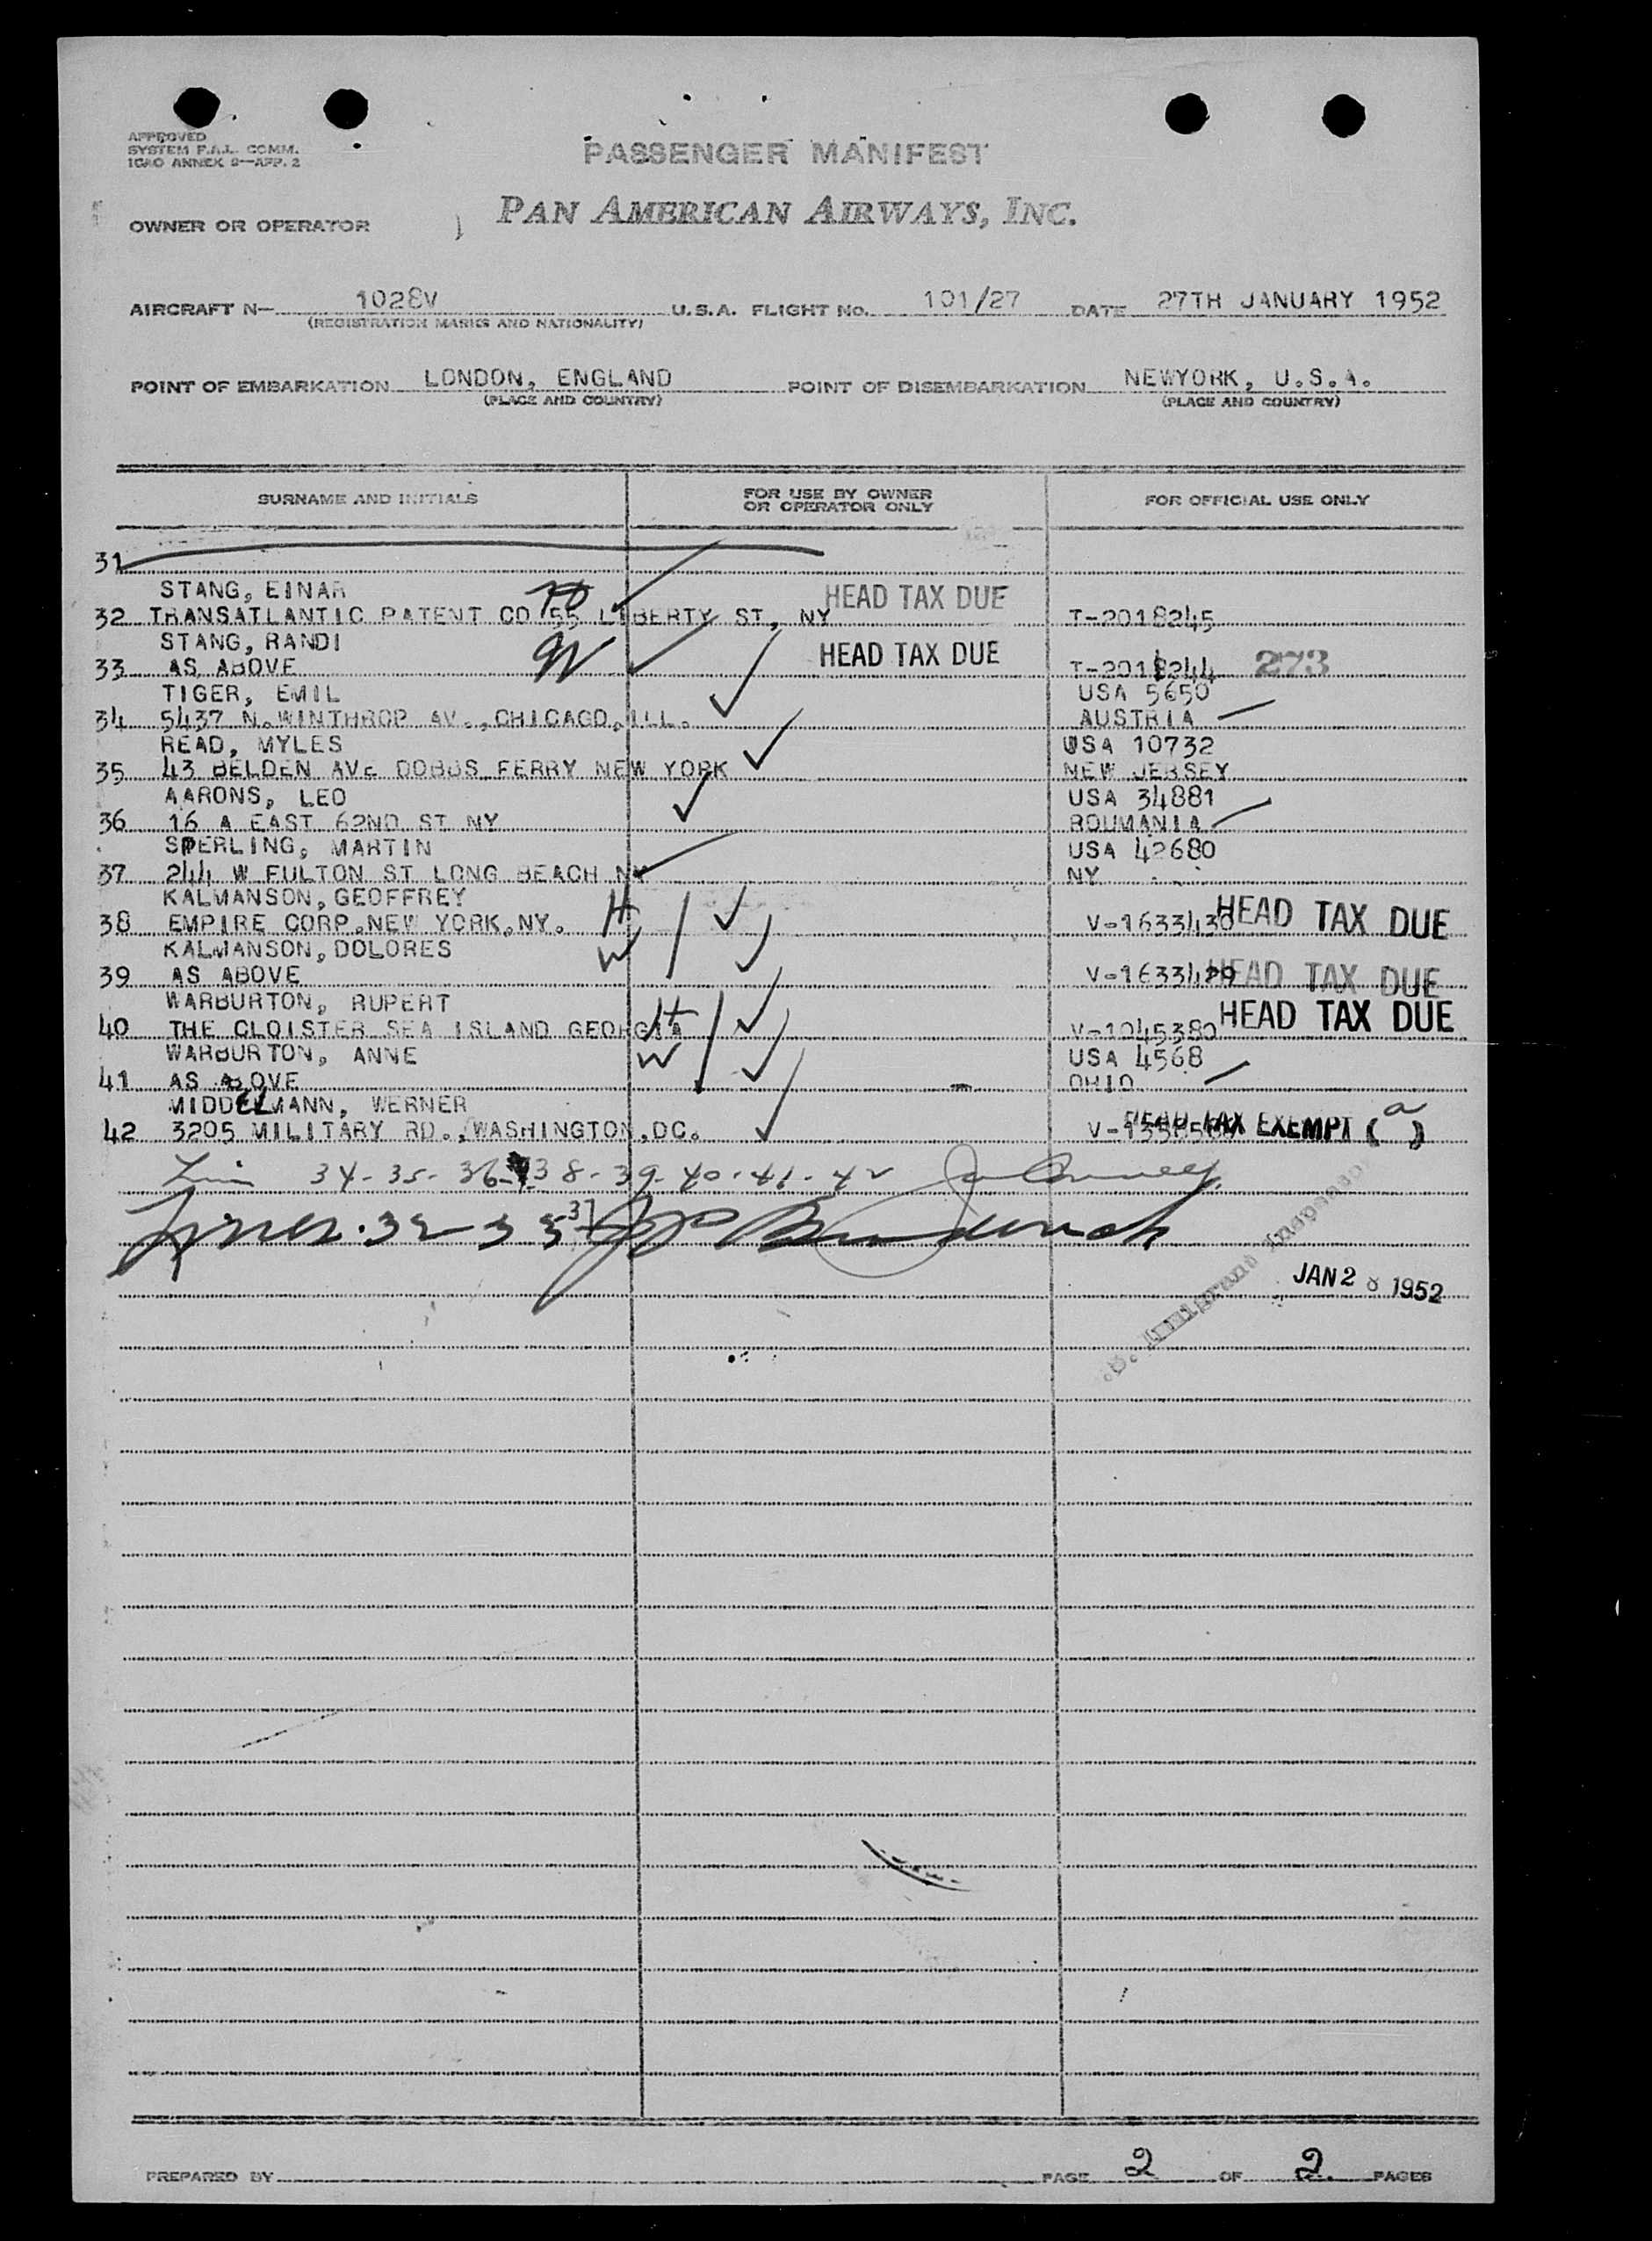 APPROVED
SYSTEM F.A.L. COMM.
ICAO ANNEX 9—APP. 2
PASSENGER MANIFEST
OWNER OR OPERATOR PAN AMERICAN AIRWAYS, INC.
AIRCRAFT N— 1028V U.S.A. FLIGHT NO. 101/27 DATE 27TH JANUARY 1952
(REGISTRATION MARKS AND NATIONALITY)
POINT OF EMBARKATION LONDON, ENGLAND POINT OF DISEMBARKATION NEWYORK, U.S.A.
(PLACE AND COUNTRY) (PLACE AND COUNTRY)
SURNAME AND INITIALS FOR USE BY OWNER OR OPERATOR ONLY FOR OFFICIAL USE ONLY
31
STANG, EINAR HEAD TAX DUE
32 TRANSATLANTIC PATENT CO 55 LIBERTY ST, NY T-2018245
STANG, RANDI W HEAD TAX DUE
33 AS ABOVE T-2018244 273
TIGER, EMIL USA 5650
34 5437 N.WINTHROP AV.,CHICAGO,ILL. AUSTRIA
READ, MYLES USA 10732
35 43 BELDEN AVE DOBBS FERRY NEW YORK NEW JERSEY
AARONS, LEO USA 34881
36 16 A EAST 62ND ST NY ROUMANIA
SPERLING, MARTIN USA 42680
37 244 W FULTON ST LONG BEACH NY NY
KALMANSON, GEOFFREY H
38 EMPIRE CORP.NEW YORK,NY. V-1633430 HEAD TAX DUE
KALMANSON, DOLORES W
39 AS ABOVE V-1633429 HEAD TAX DUE
WARBURTON, RUPERT H
40 THE CLOISTER SEA ISLAND GEORGIA V-1045380 HEAD TAX DUE
WARBURTON, ANNE W USA 4568
41 AS ABOVE OHIO
MIDDELMANN, WERNER
42 3205 MILITARY RD.,WASHINGTON,DC. HEAD TAX EXEMPT (a)
34-35-36-38-39-40-41-42
Lines 32-33 37
JAN 28 1952
PREPARED BY PAGE 2 OF 2 PAGES